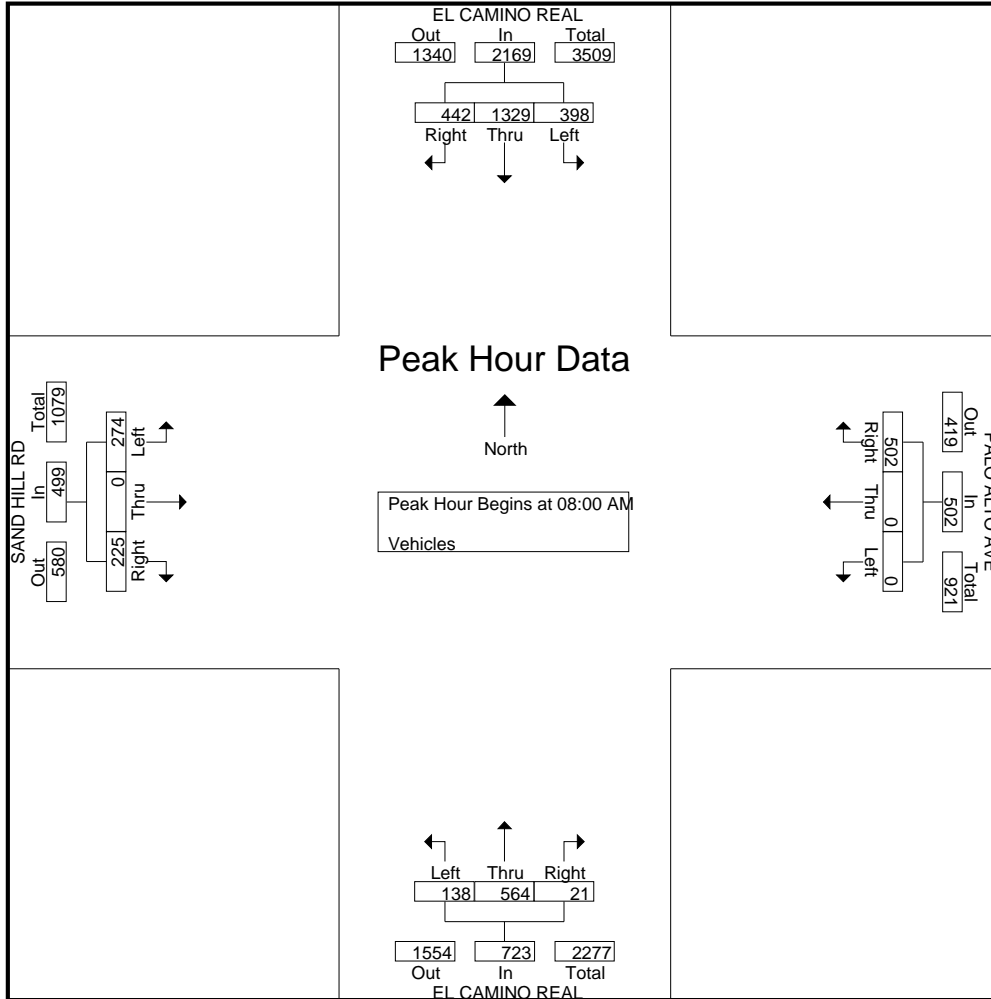 EL CAMINO REAL
Out In Total
1340 2169 3509
442 1329 398
Right Thru Left
Peak Hour Data
North
Peak Hour Begins at 08:00 AM
Vehicles
SAND HILL RD
Out In Total
580 499 1079
225 0 274
Right Thru Left
PALO ALTO AVE
Out In Total
419 502 921
502 0 0
Right Thru Left
Left Thru Right
138 564 21
1554 723 2277
Out In Total
EL CAMINO REAL